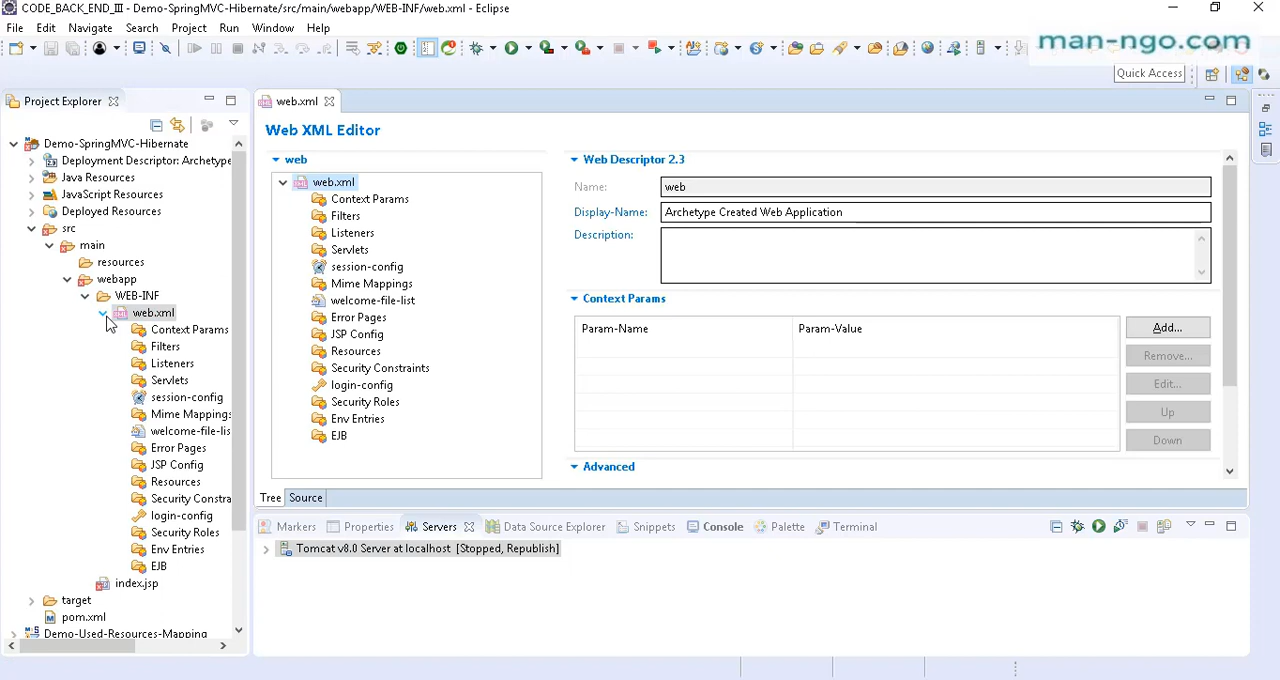 CODE_BACK_END_III - Demo-SpringMVC-Hibernate/src/main/webapp/WEB-INF/web.xml - Eclipse
File Edit Navigate Search Project Run Window Help
man-ngo.com
Quick Access
Project Explorer
Demo-SpringMVC-Hibernate
Deployment Descriptor: Archetype
Java Resources
JavaScript Resources
Deployed Resources
src
main
resources
webapp
WEB-INF
web.xml
Context Params
Filters
Listeners
Servlets
session-config
Mime Mappings
welcome-file-lis
Error Pages
JSP Config
Resources
Security Constra
login-config
Security Roles
Env Entries
EJB
index.jsp
target
pom.xml
Demo-Used-Resources-Mapping
web.xml
Web XML Editor
web
web.xml
Context Params
Filters
Listeners
Servlets
session-config
Mime Mappings
welcome-file-list
Error Pages
JSP Config
Resources
Security Constraints
login-config
Security Roles
Env Entries
EJB
Web Descriptor 2.3
Name: web
Display-Name: Archetype Created Web Application
Description:
Context Params
Param-Name Param-Value
Add...
Remove...
Edit...
Up
Down
Advanced
Tree Source
Markers Properties Servers Data Source Explorer Snippets Console Palette Terminal
Tomcat v8.0 Server at localhost [Stopped, Republish]